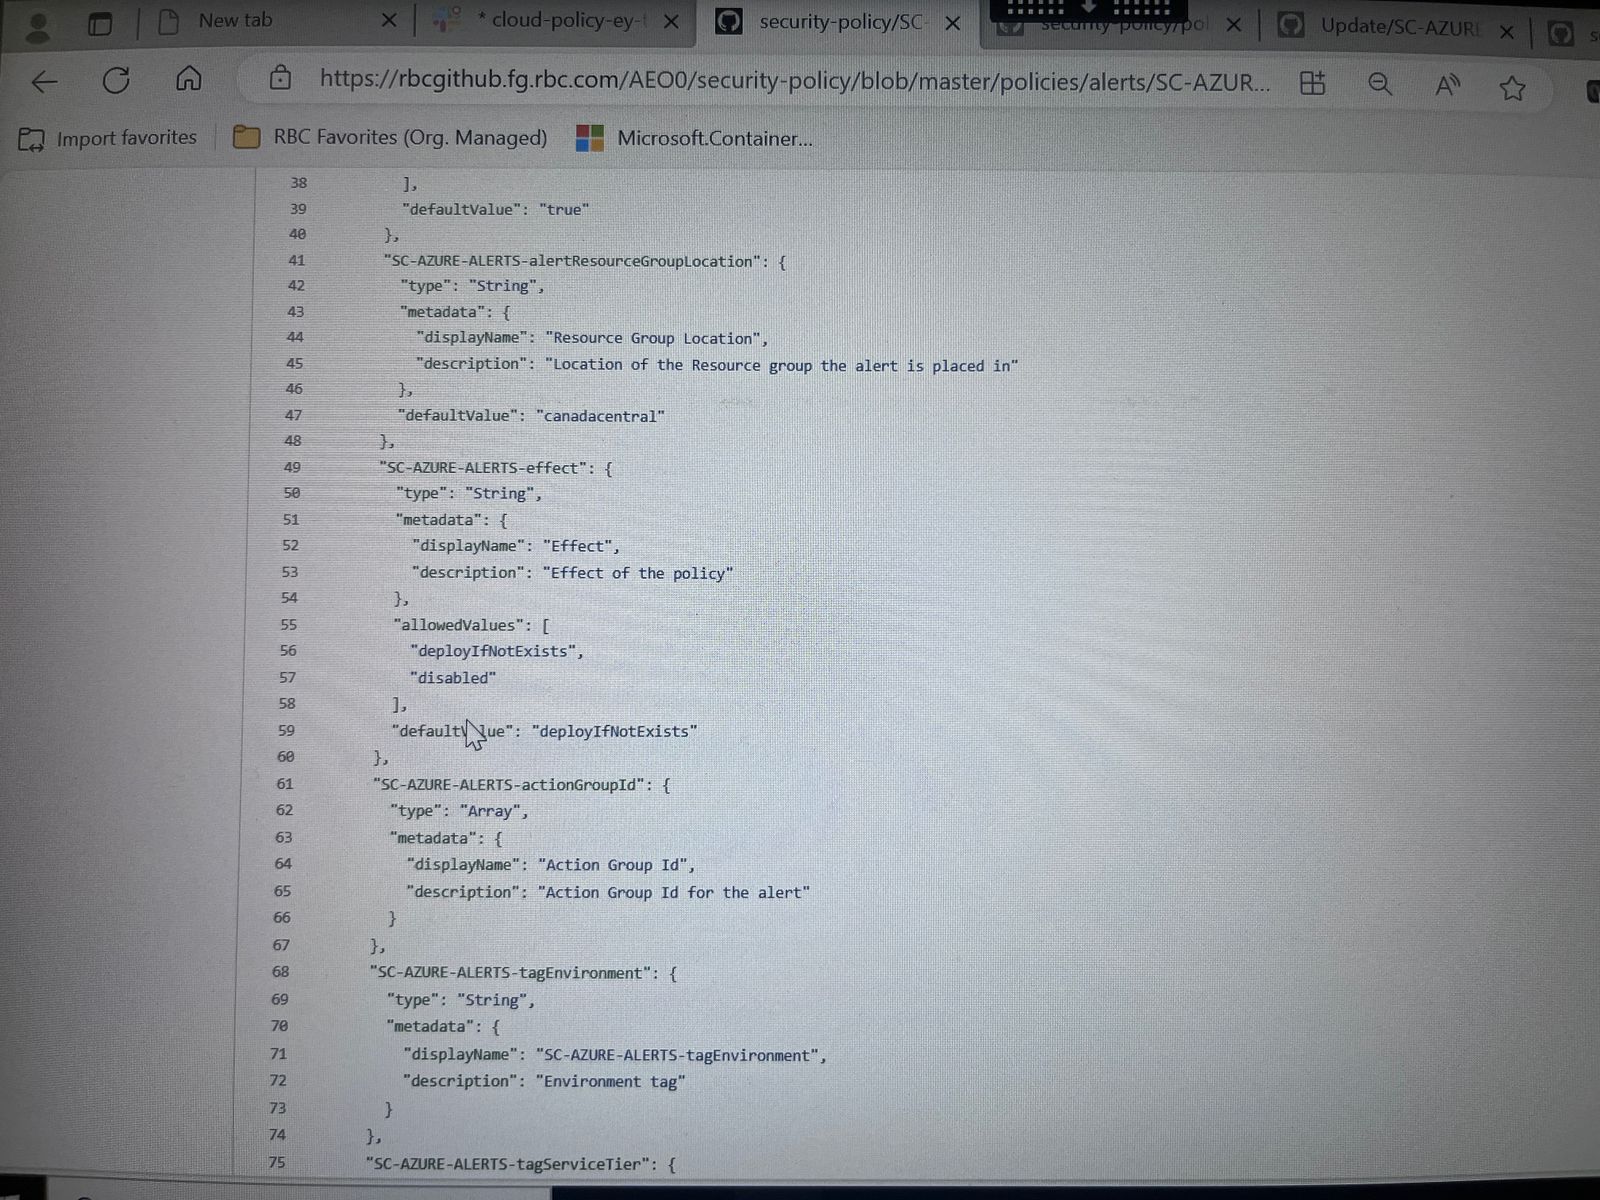 New tab
* cloud-policy-ey-
security-policy/SC-
security-policy/pol
Update/SC-AZURE
https://rbcgithub.fg.rbc.com/AEO0/security-policy/blob/master/policies/alerts/SC-AZUR...
Import favorites
RBC Favorites (Org. Managed)
Microsoft.Container...
38 ],
39 "defaultValue": "true"
40 },
41 "SC-AZURE-ALERTS-alertResourceGroupLocation": {
42 "type": "String",
43 "metadata": {
44 "displayName": "Resource Group Location",
45 "description": "Location of the Resource group the alert is placed in"
46 },
47 "defaultValue": "canadacentral"
48 },
49 "SC-AZURE-ALERTS-effect": {
50 "type": "String",
51 "metadata": {
52 "displayName": "Effect",
53 "description": "Effect of the policy"
54 },
55 "allowedValues": [
56 "deployIfNotExists",
57 "disabled"
58 ],
59 "defaultValue": "deployIfNotExists"
60 },
61 "SC-AZURE-ALERTS-actionGroupId": {
62 "type": "Array",
63 "metadata": {
64 "displayName": "Action Group Id",
65 "description": "Action Group Id for the alert"
66 }
67 },
68 "SC-AZURE-ALERTS-tagEnvironment": {
69 "type": "String",
70 "metadata": {
71 "displayName": "SC-AZURE-ALERTS-tagEnvironment",
72 "description": "Environment tag"
73 }
74 },
75 "SC-AZURE-ALERTS-tagServiceTier": {